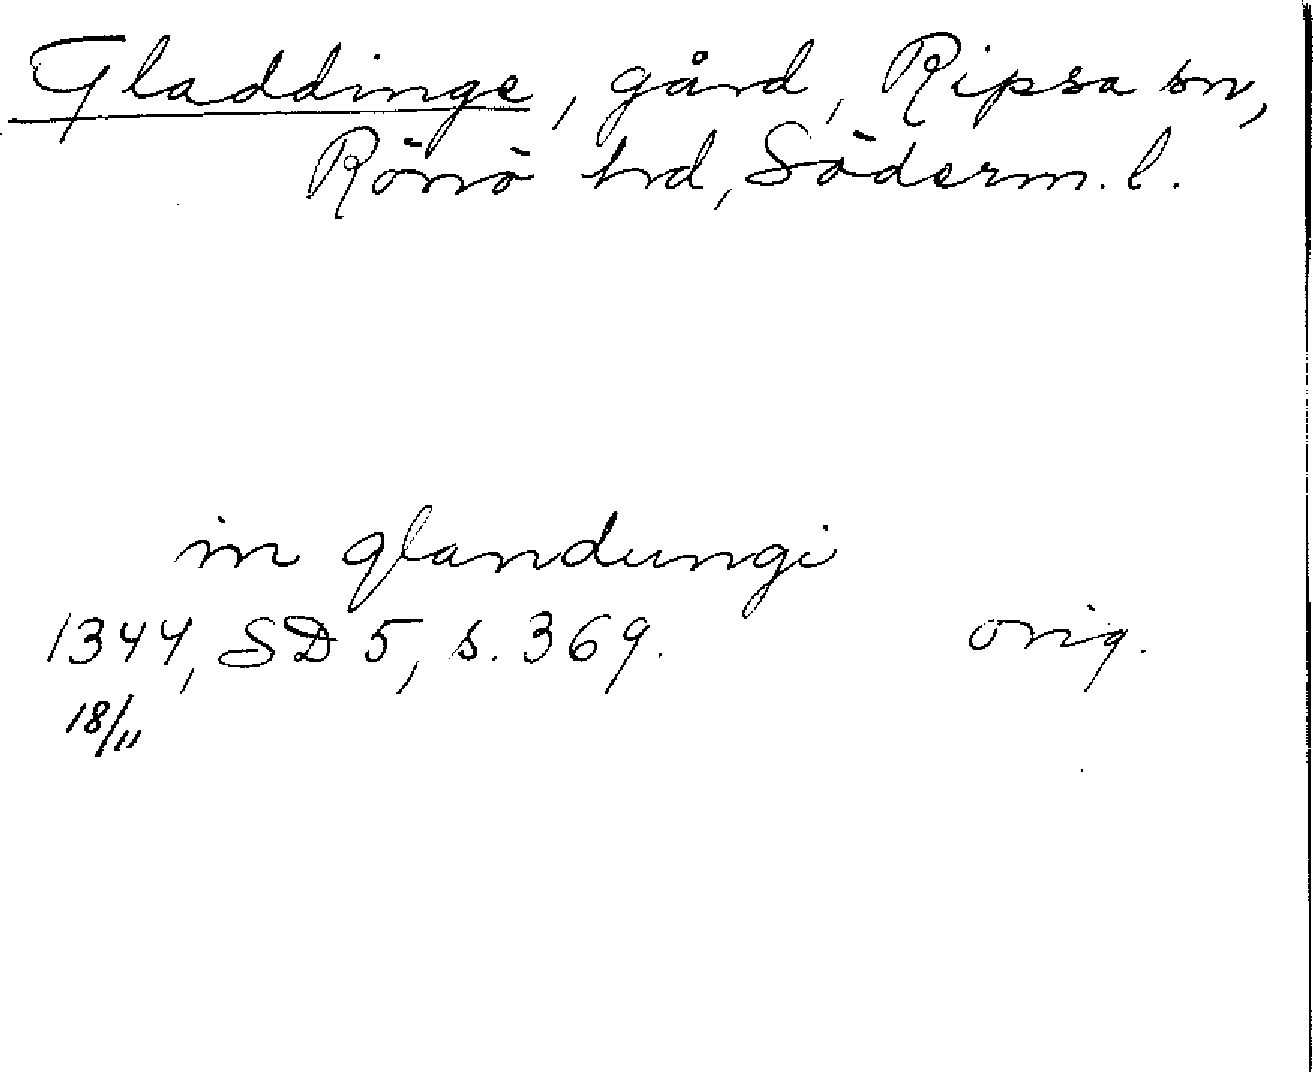 Gladdinge, gård, Ripsa sn,
Rönö hd, Söderm. l.
in glandungi
1344, SD 5, s. 369. orig.
18/11